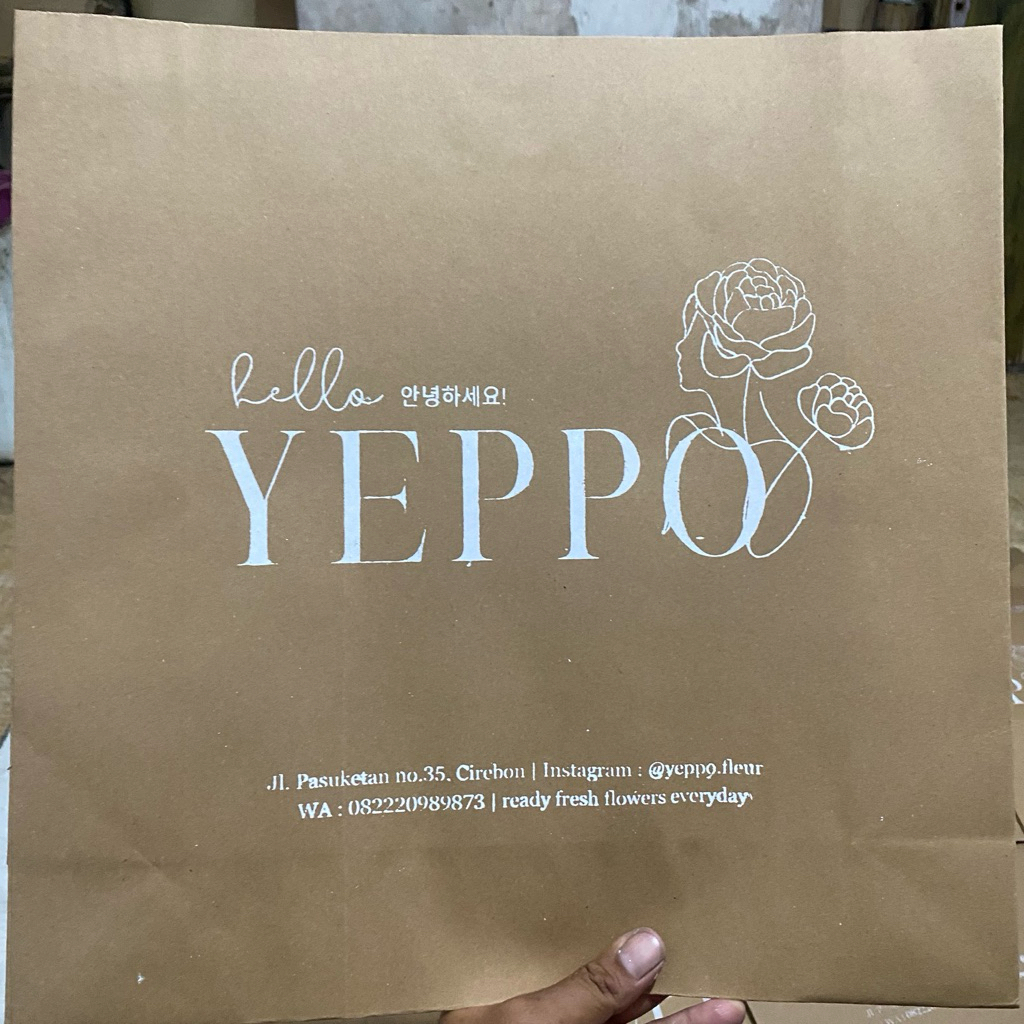 hello 안녕하세요!
YEPPO
Jl. Pasuketan no.35, Cirebon | Instagram : @yeppo.fleur
WA : 082220989873 | ready fresh flowers everyday